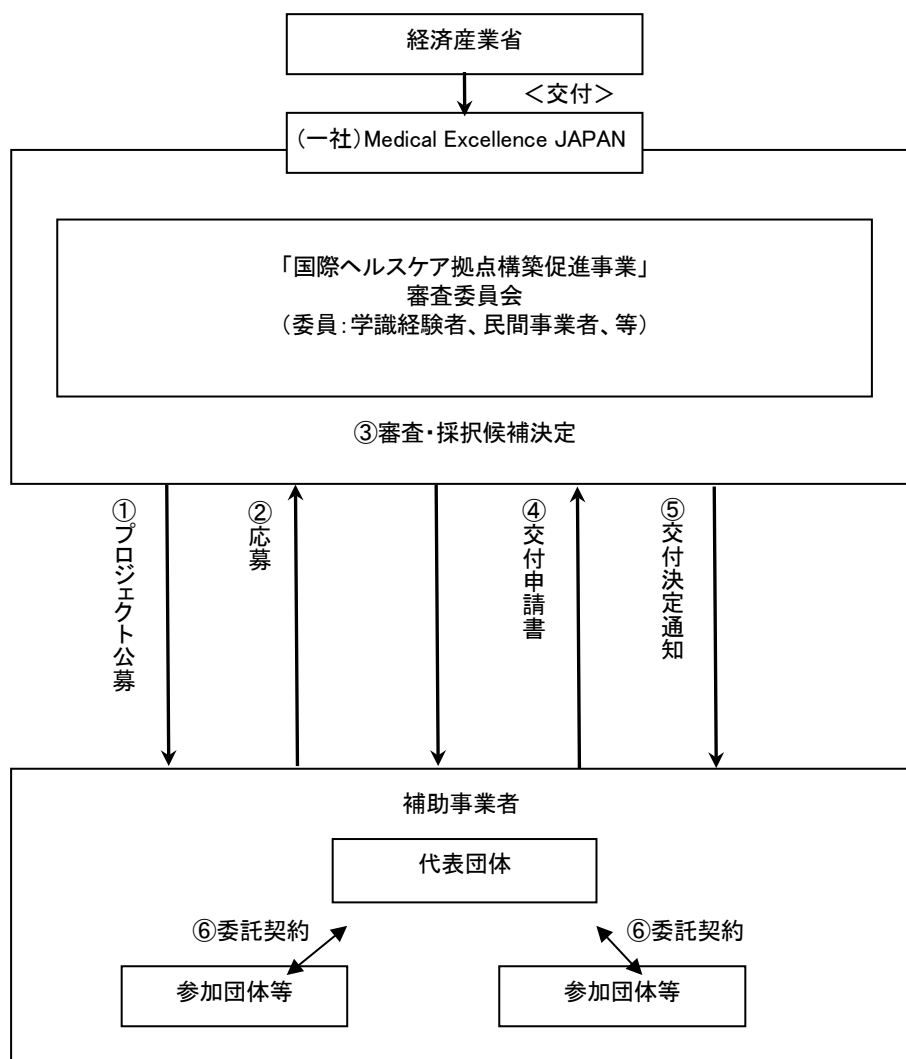 経済産業省
＜交付＞
（一社）Medical Excellence JAPAN
「国際ヘルスケア拠点構築促進事業」
審査委員会
（委員：学識経験者、民間事業者、等）
③審査・採択候補決定
①プロジェクト公募
②応募
④交付申請書
⑤交付決定通知
補助事業者
代表団体
⑥委託契約
⑥委託契約
参加団体等
参加団体等